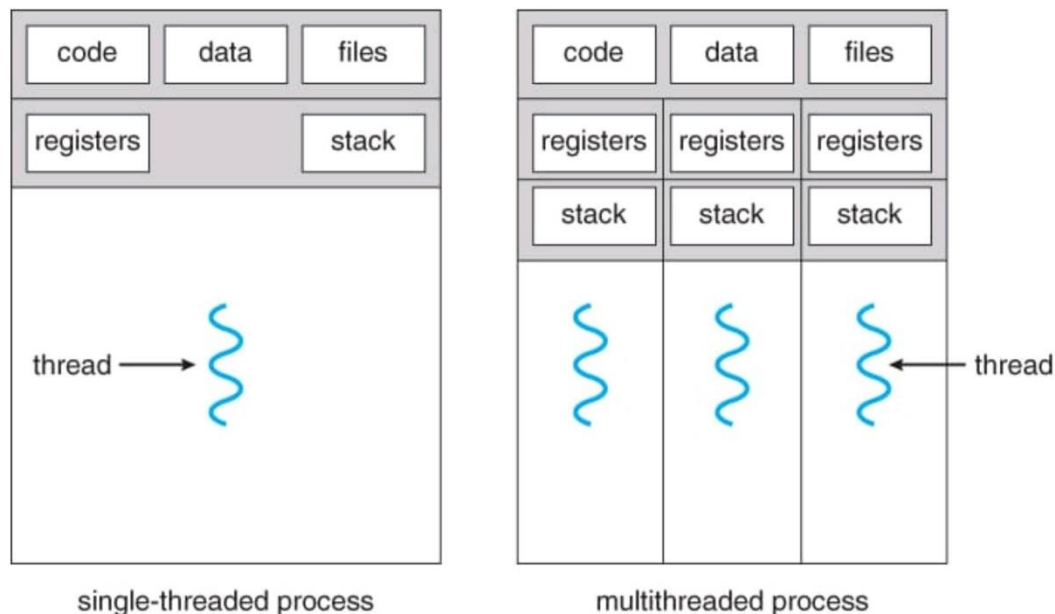 code data files
registers stack
thread
single-threaded process
code data files
registers registers registers
stack stack stack
thread
multithreaded process